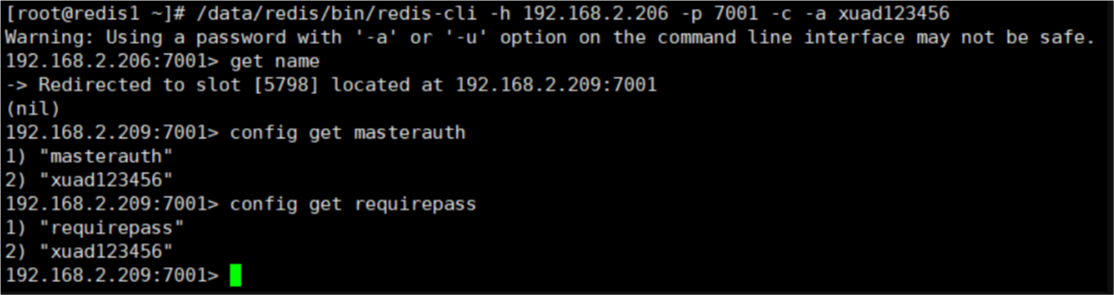 [root@redis1 ~]# /data/redis/bin/redis-cli -h 192.168.2.206 -p 7001 -c -a xuad123456
Warning: Using a password with '-a' or '-u' option on the command line interface may not be safe.
192.168.2.206:7001> get name
-> Redirected to slot [5798] located at 192.168.2.209:7001
(nil)
192.168.2.209:7001> config get masterauth
1) "masterauth"
2) "xuad123456"
192.168.2.209:7001> config get requirepass
1) "requirepass"
2) "xuad123456"
192.168.2.209:7001>